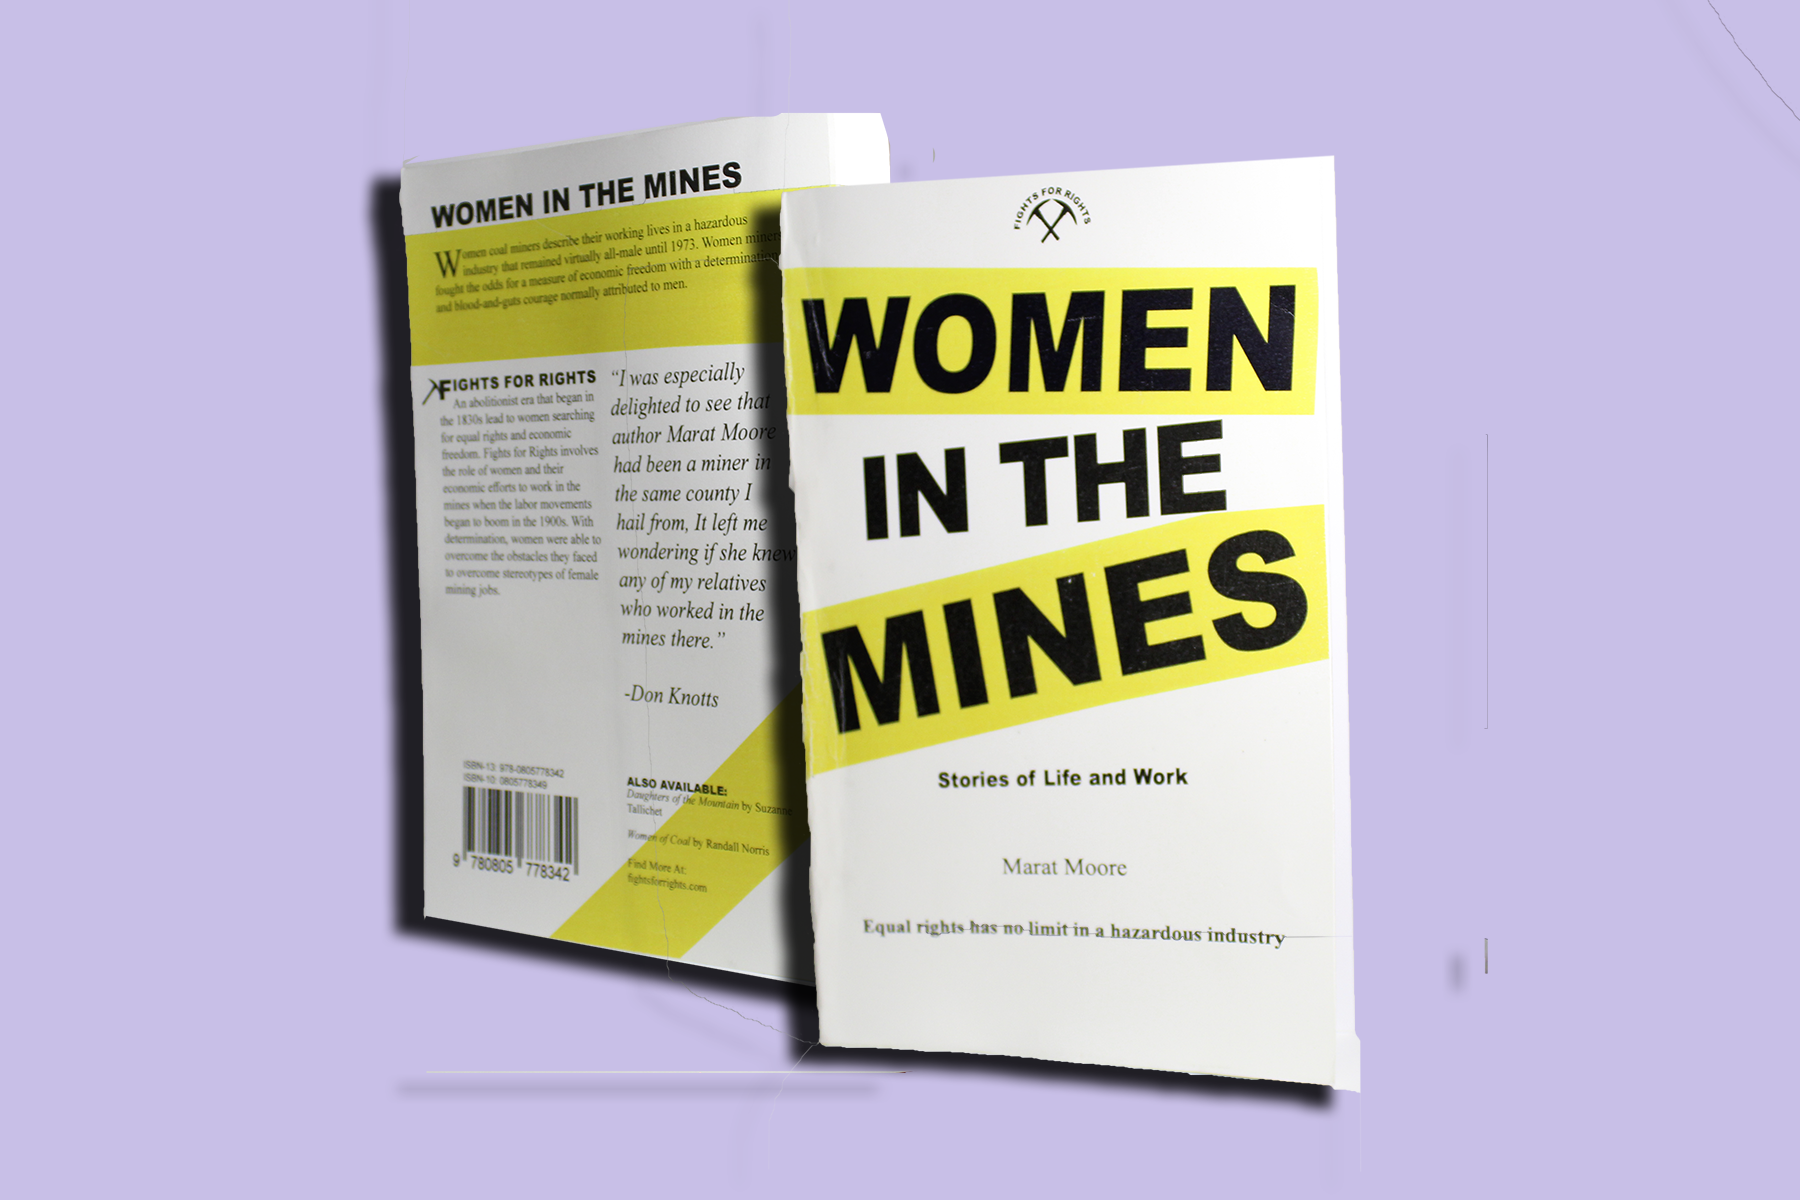 WOMEN IN THE MINES
Women coal miners describe their working lives in a hazardous
industry that remained virtually all-male until 1973. Women miners
fought the odds for a measure of economic freedom with a determination
and blood-and-guts courage normally attributed to men.
FIGHTS FOR RIGHTS
An abolitionist era that began in
the 1830s lead to women searching
for equal rights and economic
freedom. Fights for Rights involves
the role of women and their
economic efforts to work in the
mines when the labor movements
began to boom in the 1900s. With
determination, women were able to
overcome the obstacles they faced
to overcome stereotypes of female
mining jobs.
“I was especially
delighted to see that
author Marat Moore
had been a miner in
the same county I
hail from, It left me
wondering if she knew
any of my relatives
who worked in the
mines there.”
-Don Knotts
ISBN-13: 978-0805778342
ISBN-10: 0805778349
9 780805 778342
ALSO AVAILABLE:
Daughters of the Mountain by Suzanne
Tallichet
Women of Coal by Randall Norris
Find More At:
fightsforrights.com
FIGHTS FOR RIGHTS
WOMEN
IN THE
MINES
Stories of Life and Work
Marat Moore
Equal rights has no limit in a hazardous industry